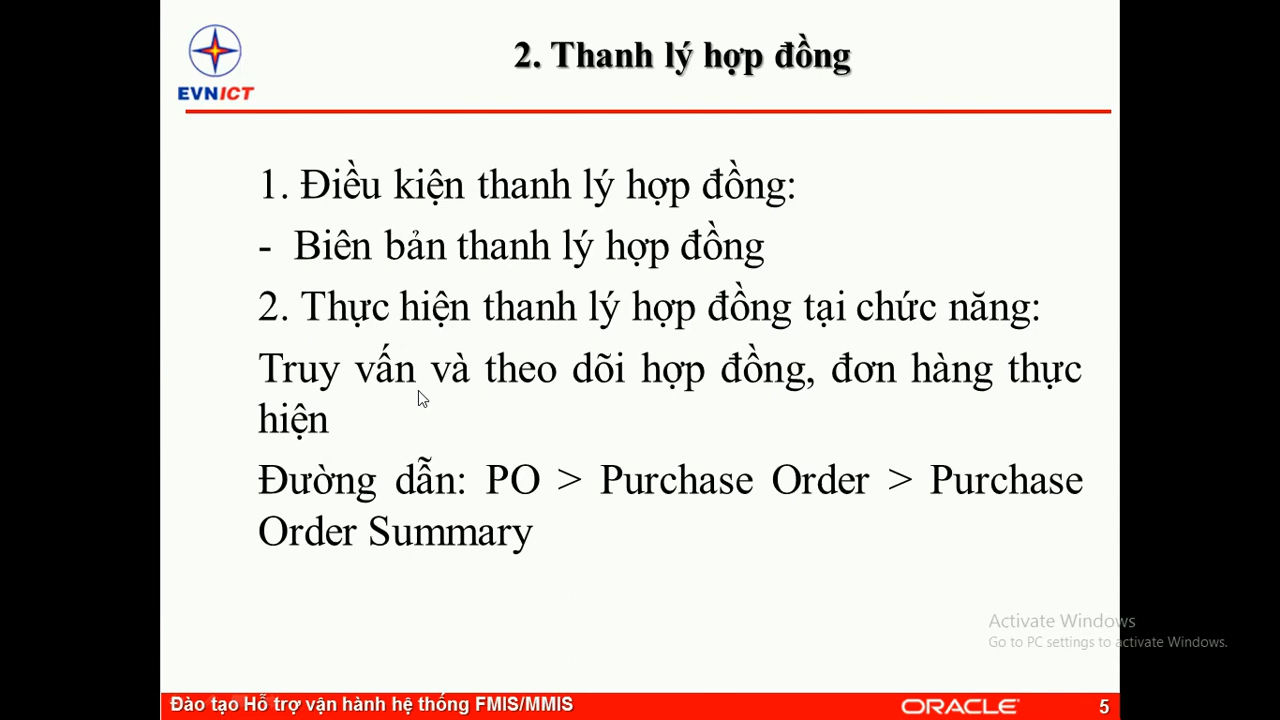 EVNICT
2. Thanh lý hợp đồng
1. Điều kiện thanh lý hợp đồng:
- Biên bản thanh lý hợp đồng
2. Thực hiện thanh lý hợp đồng tại chức năng:
Truy vấn và theo dõi hợp đồng, đơn hàng thực
hiện
Đường dẫn: PO > Purchase Order > Purchase
Order Summary
Activate Windows
Go to PC settings to activate Windows.
Đào tạo Hỗ trợ vận hành hệ thống FMIS/MMIS
ORACLE
5